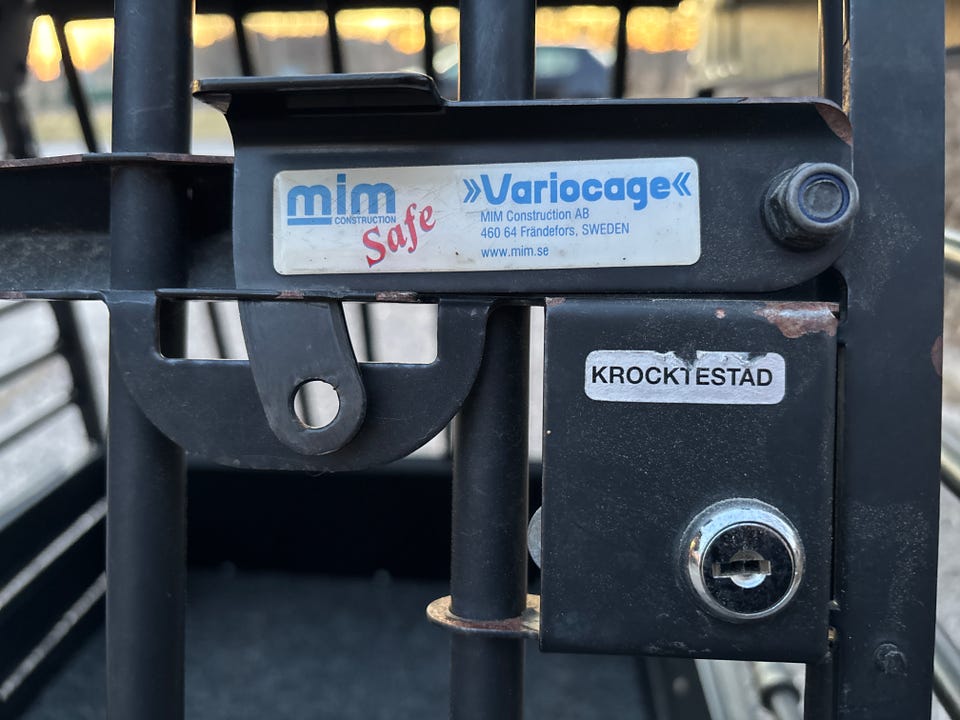 mim
CONSTRUCTION
Safe
»Variocage«
MIM Construction AB
460 64 Frändefors, SWEDEN
www.mim.se
KROCKTESTAD